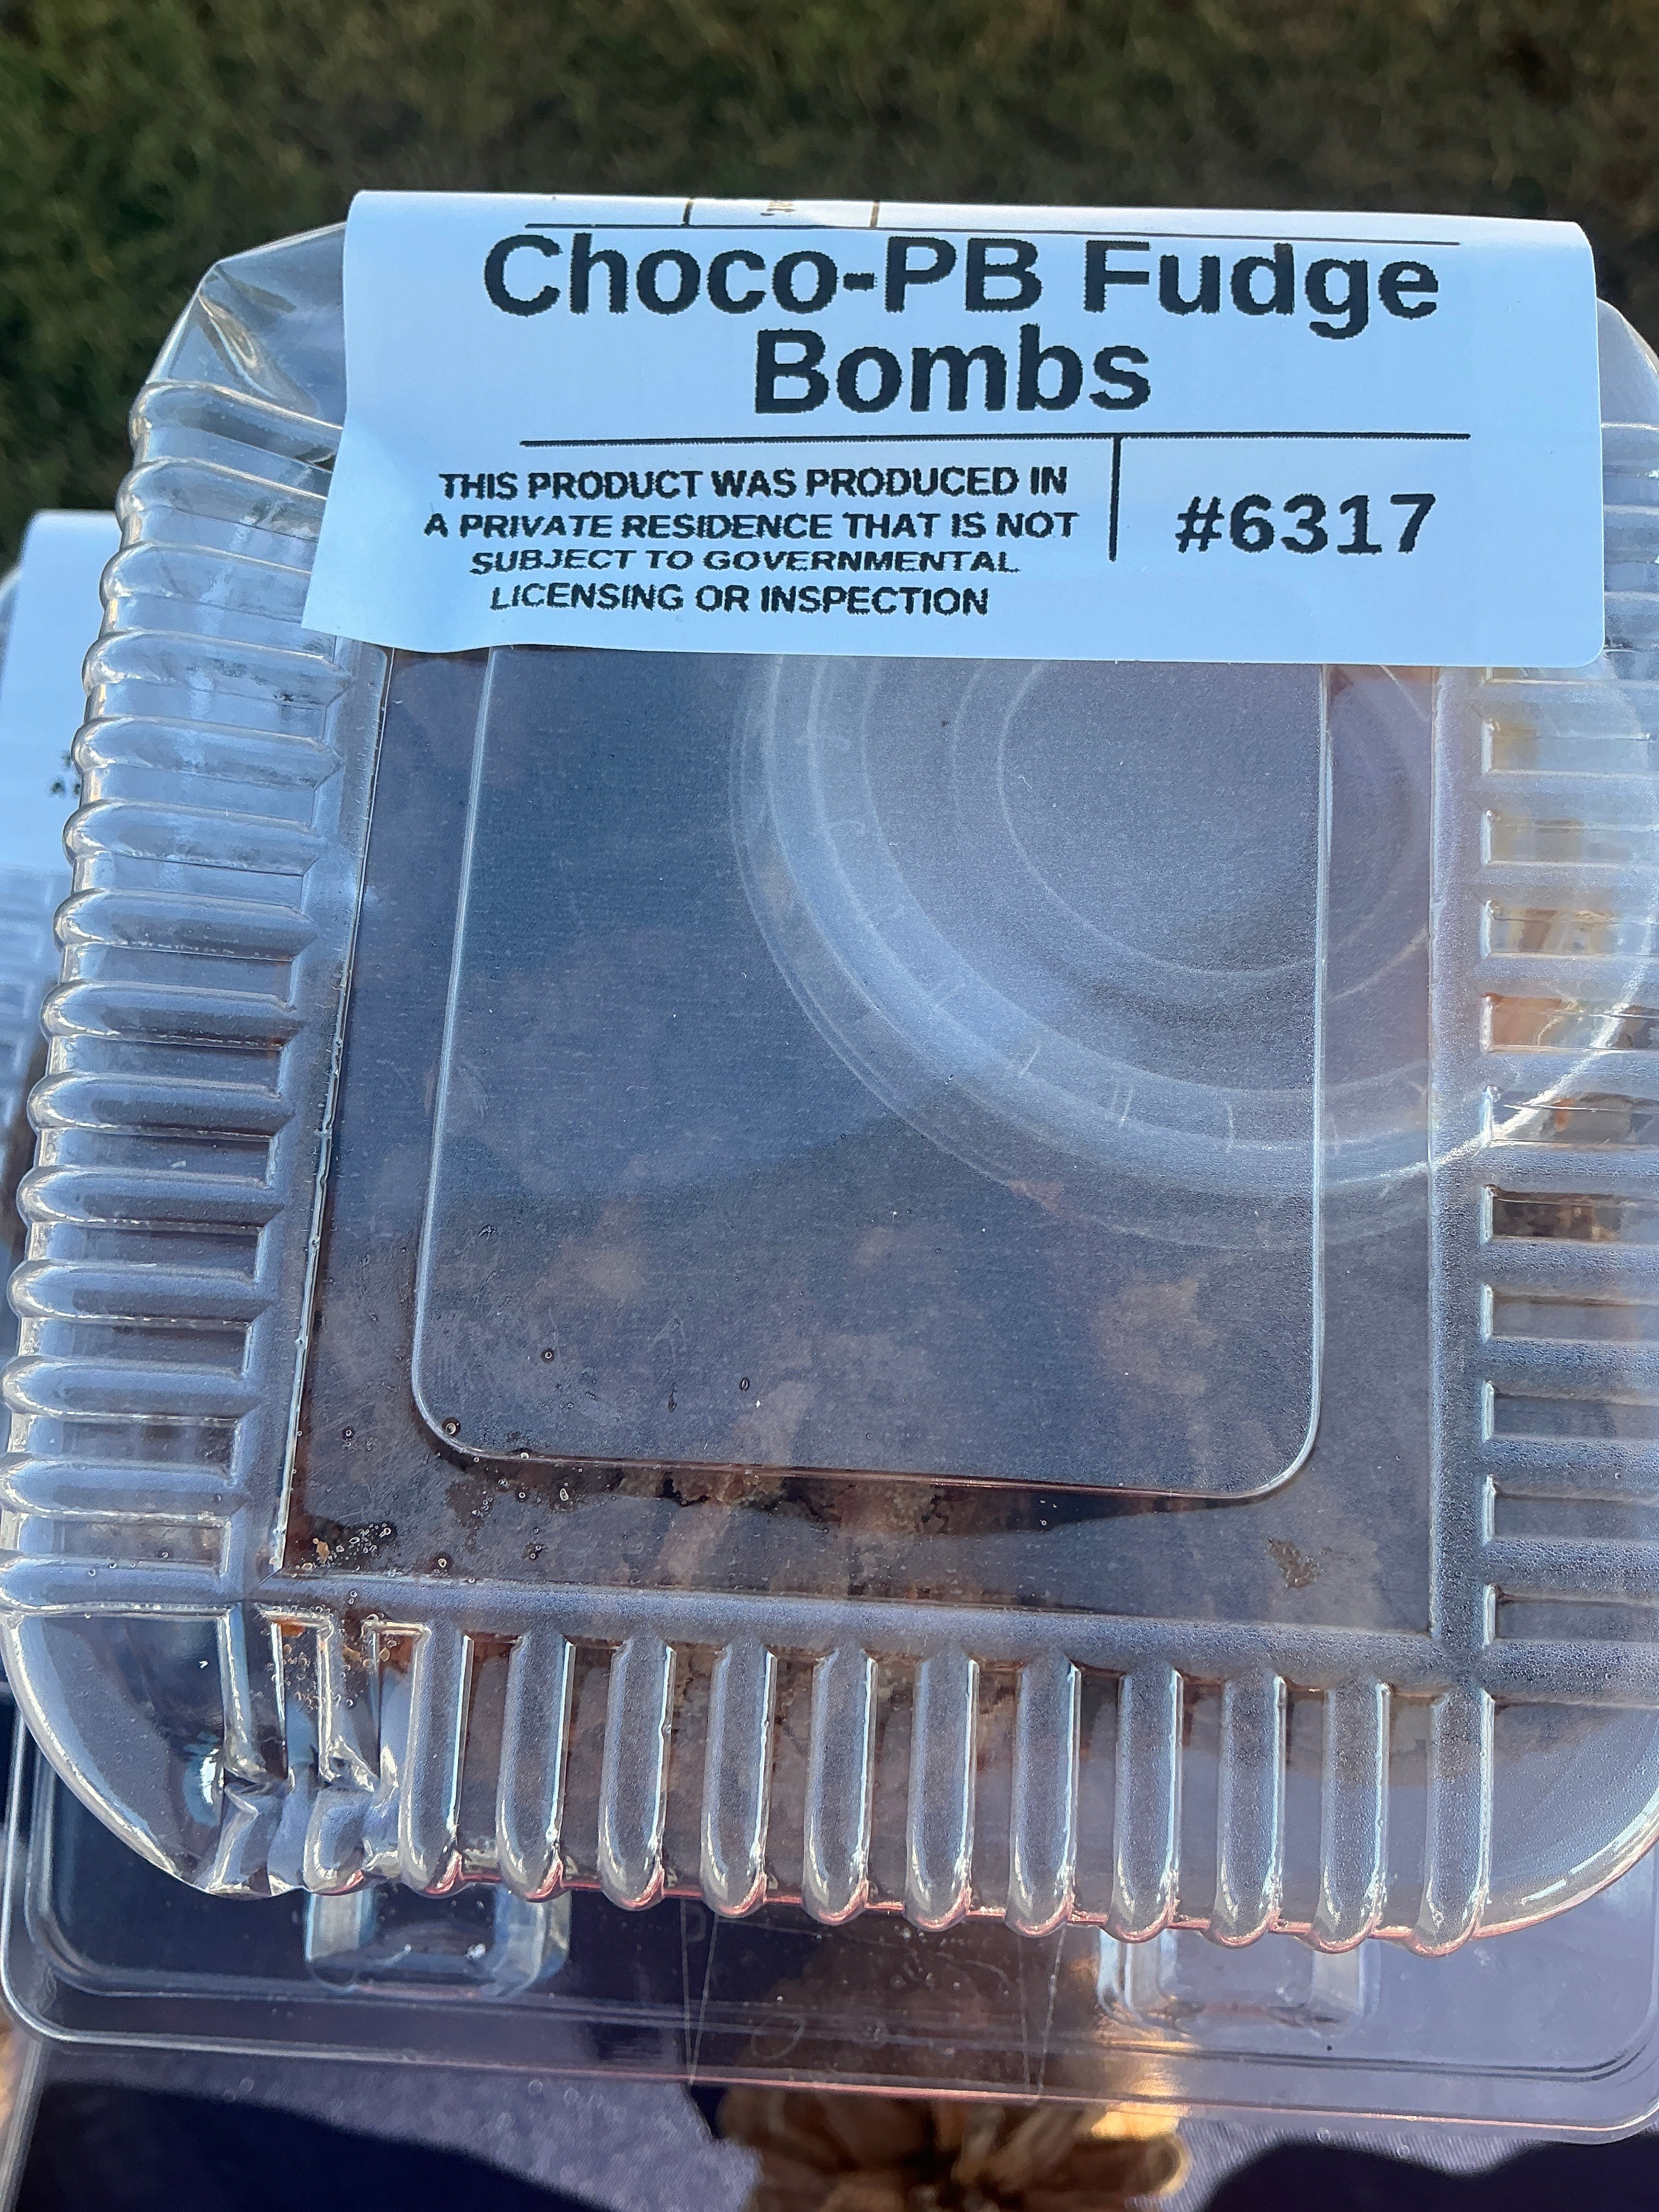 Choco-PB Fudge
Bombs
THIS PRODUCT WAS PRODUCED IN
A PRIVATE RESIDENCE THAT IS NOT
SUBJECT TO GOVERNMENTAL
LICENSING OR INSPECTION
#6317